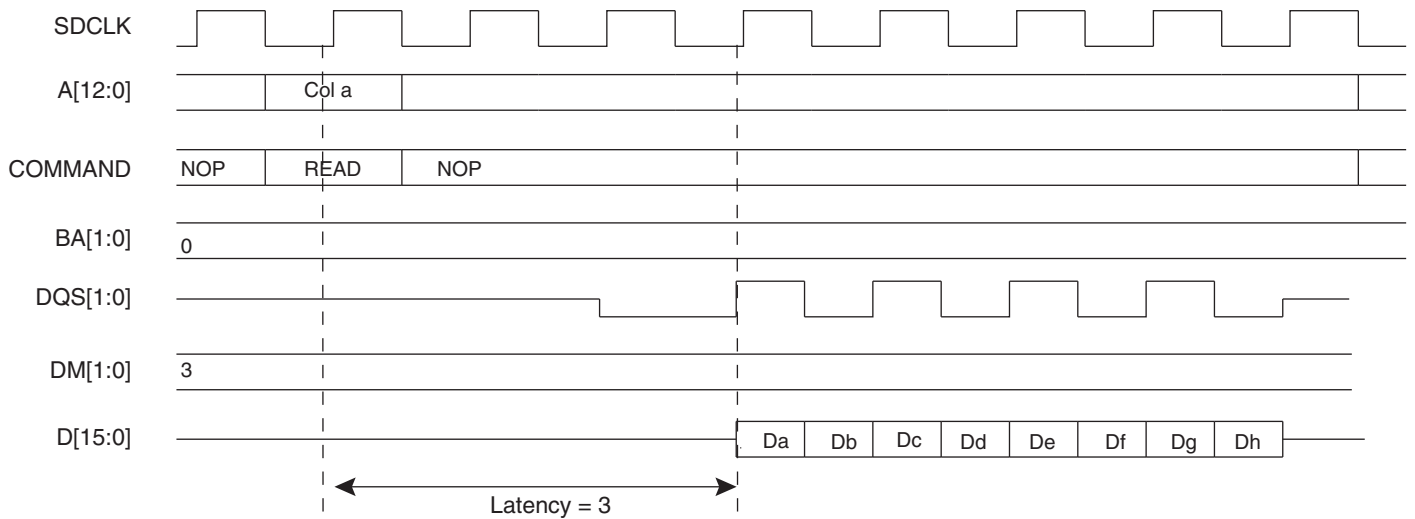 SDCLK
A[12:0] Col a
COMMAND NOP READ NOP
BA[1:0] 0
DQS[1:0]
DM[1:0] 3
D[15:0] Da Db Dc Dd De Df Dg Dh
Latency = 3